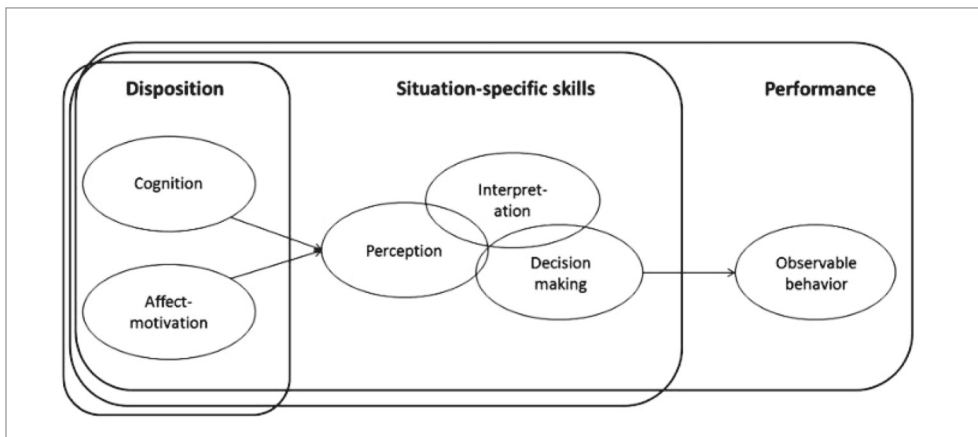 Disposition
Situation-specific skills
Performance
Cognition
Interpret-
ation
Perception
Decision
making
Observable
behavior
Affect-
motivation